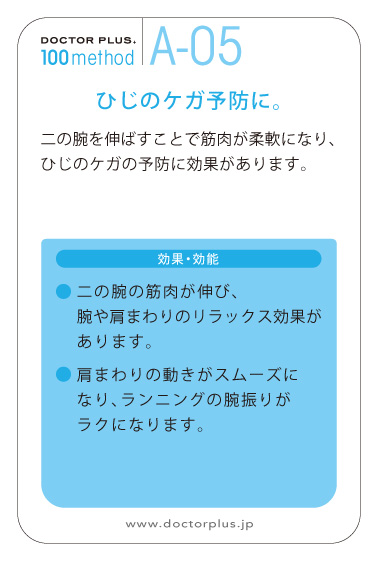 DOCTOR PLUS.
100method
A-05
ひじのケガ予防に。
二の腕を伸ばすことで筋肉が柔軟になり、
ひじのケガの予防に効果があります。
効果・効能
● 二の腕の筋肉が伸び、
腕や肩まわりのリラックス効果が
あります。
● 肩まわりの動きがスムーズに
なり、ランニングの腕振りが
ラクになります。
www.doctorplus.jp